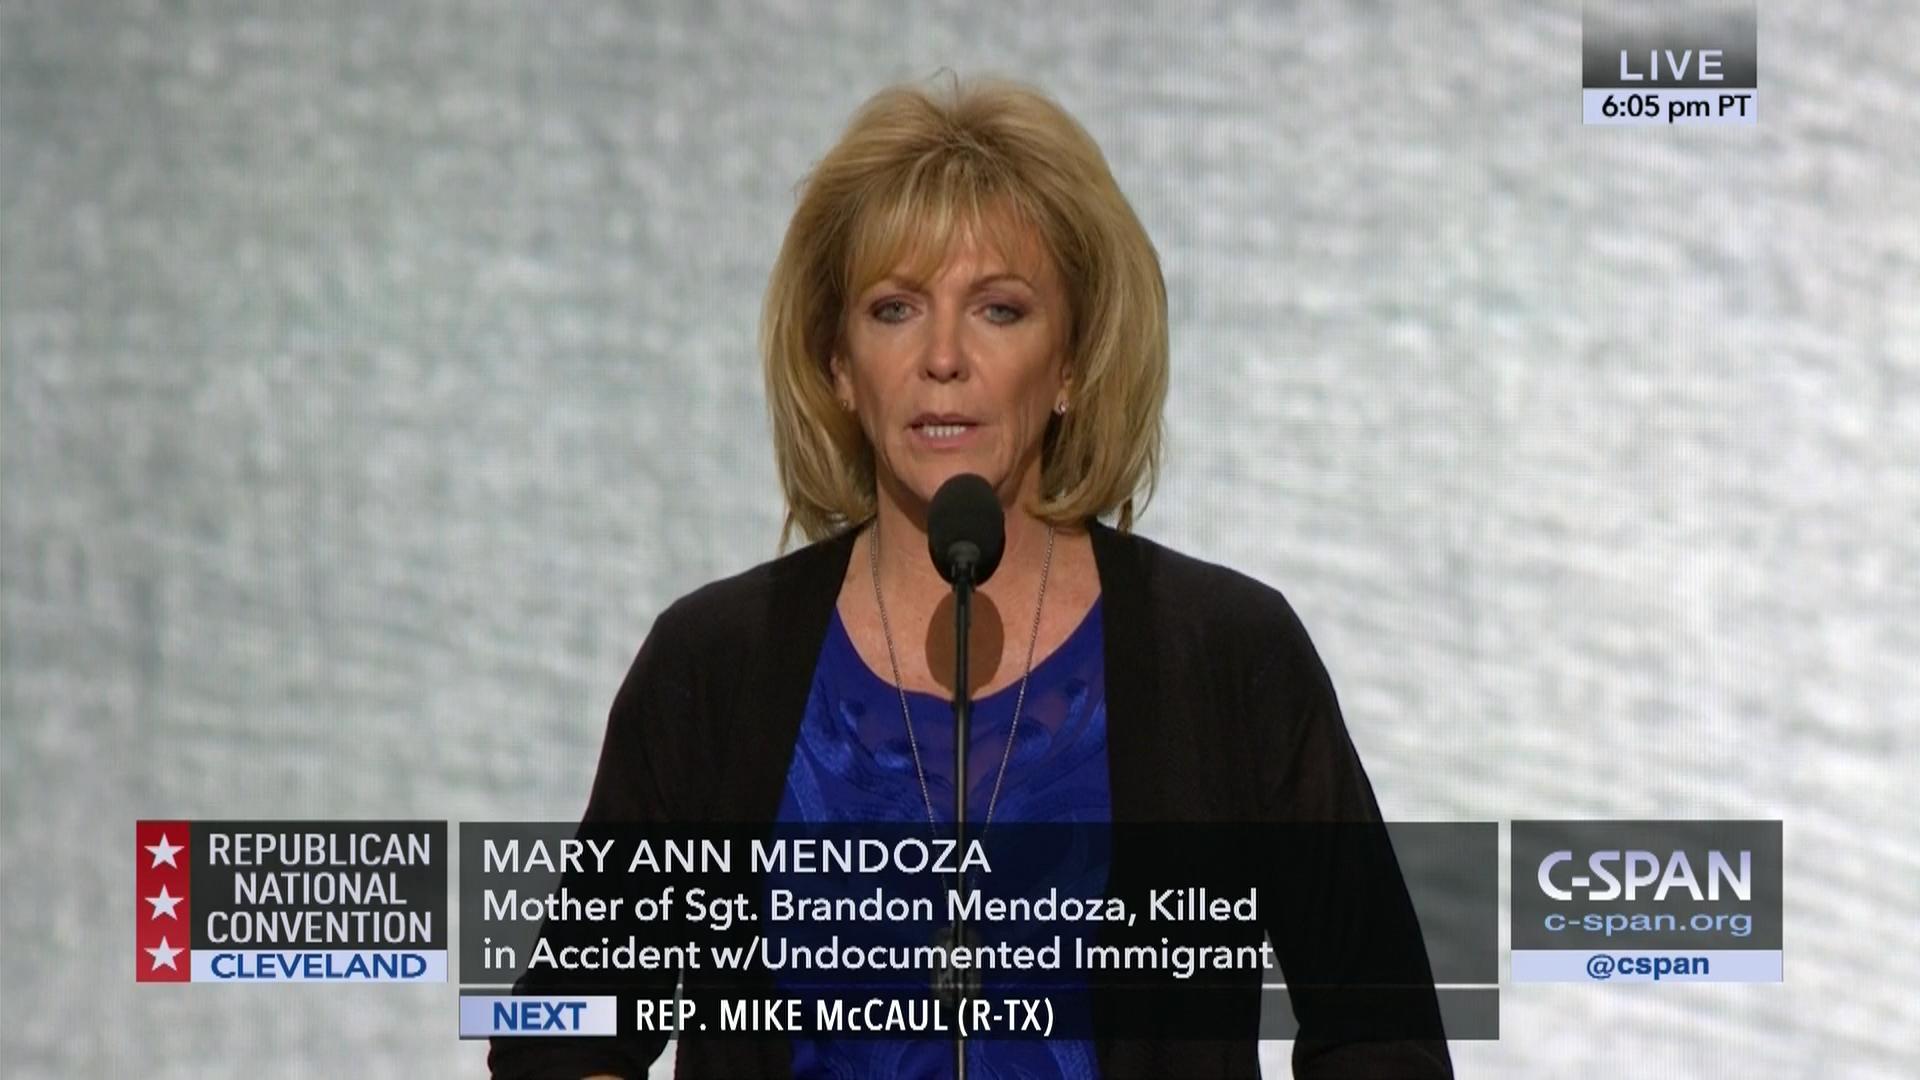 LIVE
6:05 pm PT
REPUBLICAN
NATIONAL
CONVENTION
CLEVELAND
MARY ANN MENDOZA
Mother of Sgt. Brandon Mendoza, Killed
in Accident w/Undocumented Immigrant
NEXT REP. MIKE McCAUL (R-TX)
C-SPAN
c-span.org
@cspan